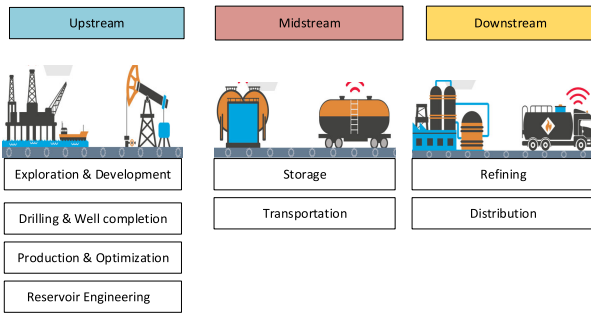 Upstream
Midstream
Downstream
Exploration & Development
Storage
Refining
Drilling & Well completion
Transportation
Distribution
Production & Optimization
Reservoir Engineering